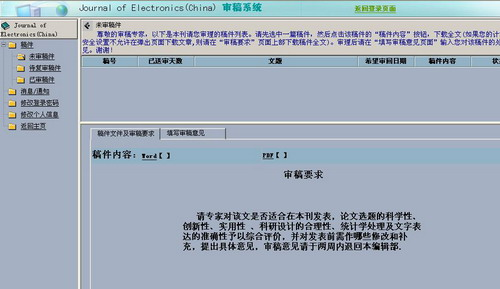 Journal of Electronics(China) 审稿系统
返回登录页面
Journal of
Electronics(China)
稿件
未审稿件
待复审稿件
已审稿件
消息/通知
修改登录密码
修改个人信息
返回主页
未审稿件
尊敬的审稿专家，以下是本刊请您审理的稿件列表。请先选中一篇稿件，然后点击该稿件的“稿件内容”按钮，下载全文(如果您的计
安全设置不允许在弹出页面下载文章,则请在“审稿要求”页面上部下载稿件全文)。审理后请在“填写审稿意见页面”输入您对该稿件的处
见。谢谢!
稿号 已送审天数 文题 希望审回日期 稿件内容 状
稿件文件及审稿要求 填写审稿意见
稿件内容： Word【 】 PDF【 】
审稿要求
请专家对该文是否适合在本刊发表，论文选题的科学性、
创新性、实用性 、科研设计的合理性、统计学处理及文字表
达的准确性予以综合评价，并对发表前需作哪些修改和补
充，提出具体意见，审稿意见请于两周内退回本编辑部.